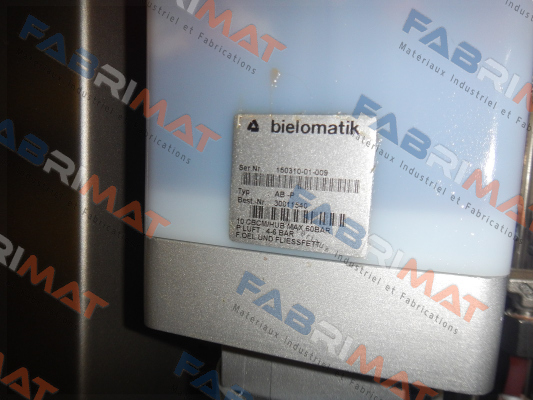 bielomatik
Ser.Nr. 150310-01-009
Typ AB -P
Best.-Nr. 30011540
10 CBCM/HUB MAX.60BAR
P LUFT : 4-6 BAR
F.OEL UND FLIESSFETT
FABRIMAT
Materiaux Industriel et Fabrications